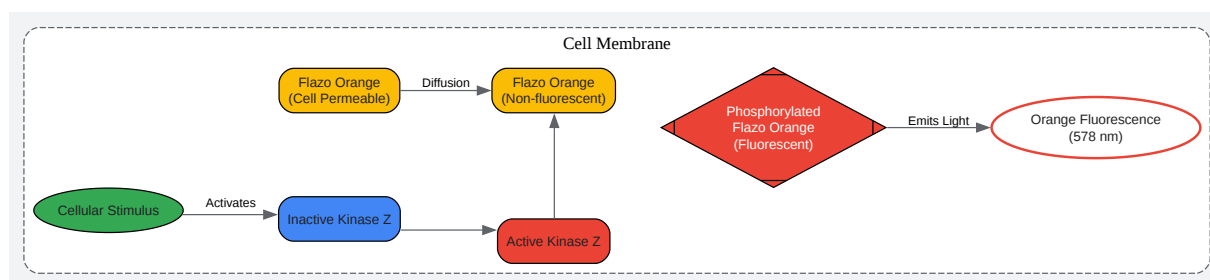 Cell Membrane
Flazo Orange
(Cell Permeable)
Diffusion
Flazo Orange
(Non-fluorescent)
Phosphorylated
Flazo Orange
(Fluorescent)
Emits Light
Orange Fluorescence
(578 nm)
Cellular Stimulus
Activates
Inactive Kinase Z
Active Kinase Z